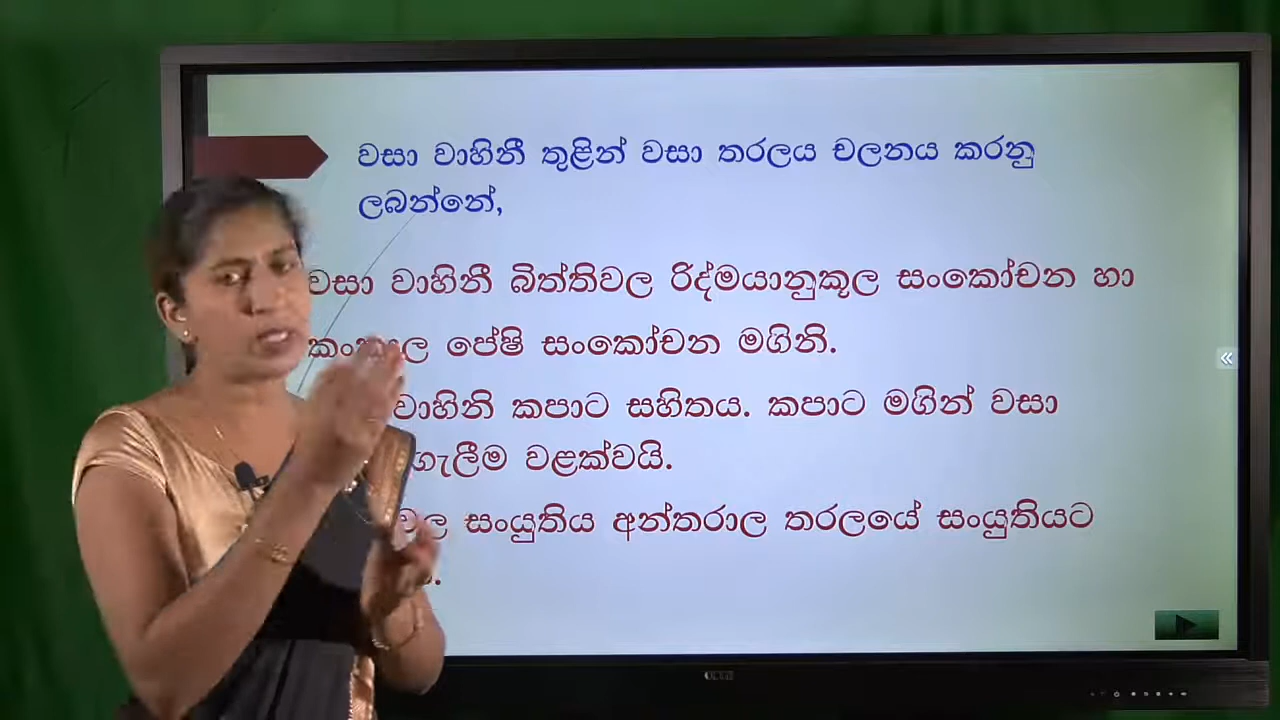 වසා වාහිනී තුළින් වසා තරලය චලනය කරනු
ලබන්නේ,
වසා වාහිනී බිත්තිවල රිද්මයානුකූල සංකෝචන හා
පේෂි සංකෝචන මගිනි.
වාහිනි කපාට සහිතය. කපාට මගින් වසා
ගැලීම වළක්වයි.
සංයුතිය අන්තරාල තරලයේ සංයුතියට